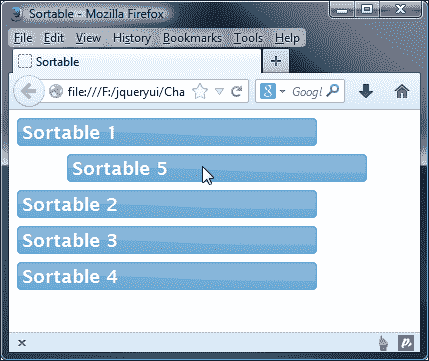 Sortable - Mozilla Firefox
File Edit View History Bookmarks Tools Help
Sortable
file:///F:/jqueryui/Cha
Googl
Sortable 1
Sortable 5
Sortable 2
Sortable 3
Sortable 4